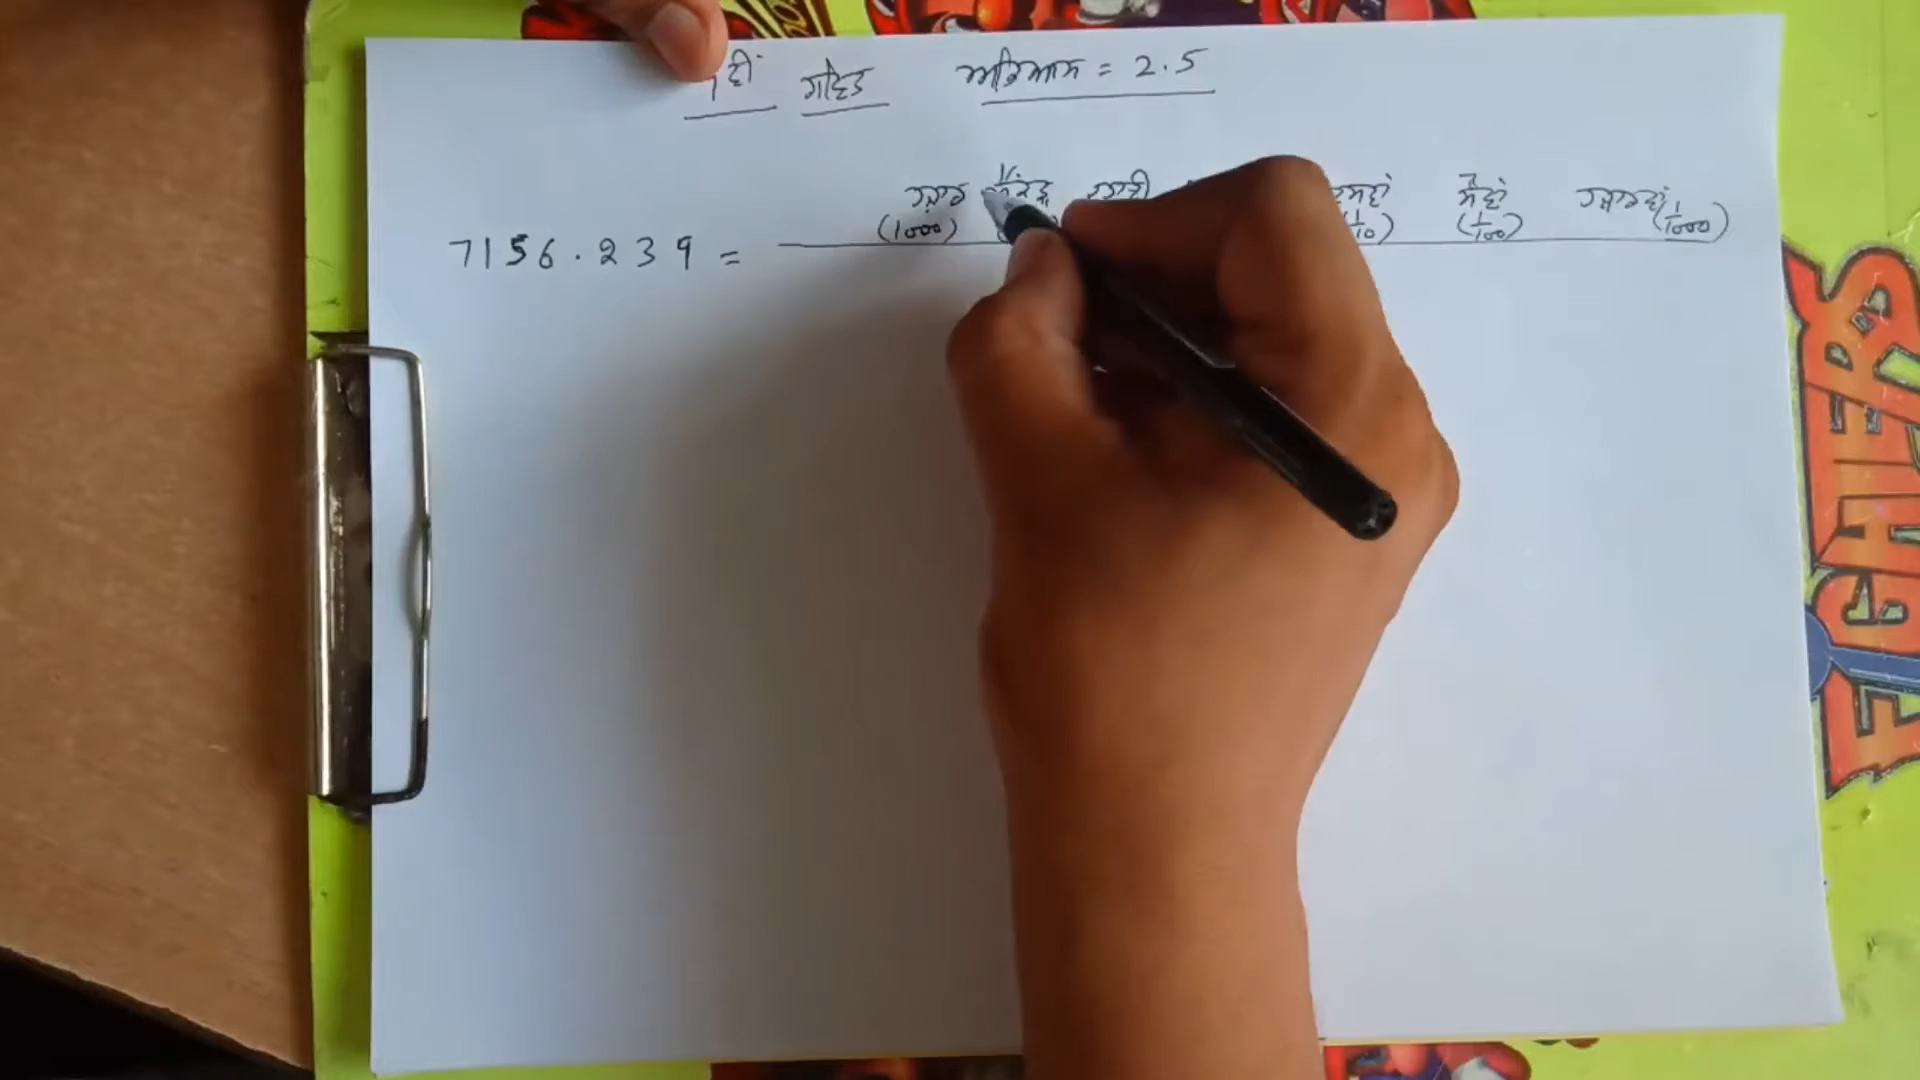 ਵੀਂ ਗਣਿਤ ਅਭਿਆਸ = 2.5
ਹਜ਼ਾਰ ਸੈਂਕੜਾ ਦਹਾਈ ਦਸਵਾਂ ਸੌਵਾਂ ਹਜ਼ਾਰਵਾਂ
(1000) (1/10) (1/100) (1/1000)
7156.239 =